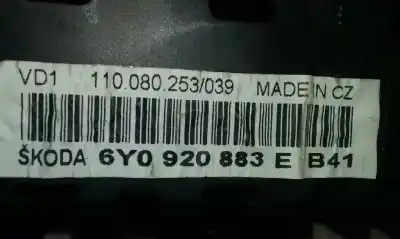 VD1 110.080.253/039 MADE IN CZ
ŠKODA 6Y0 920 883 E B41